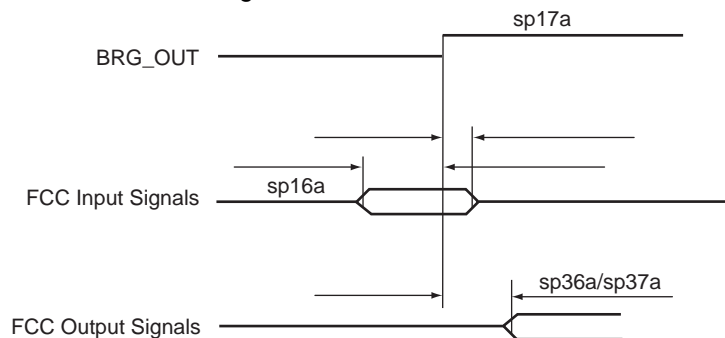 sp17a
BRG_OUT
sp16a
FCC Input Signals
sp36a/sp37a
FCC Output Signals